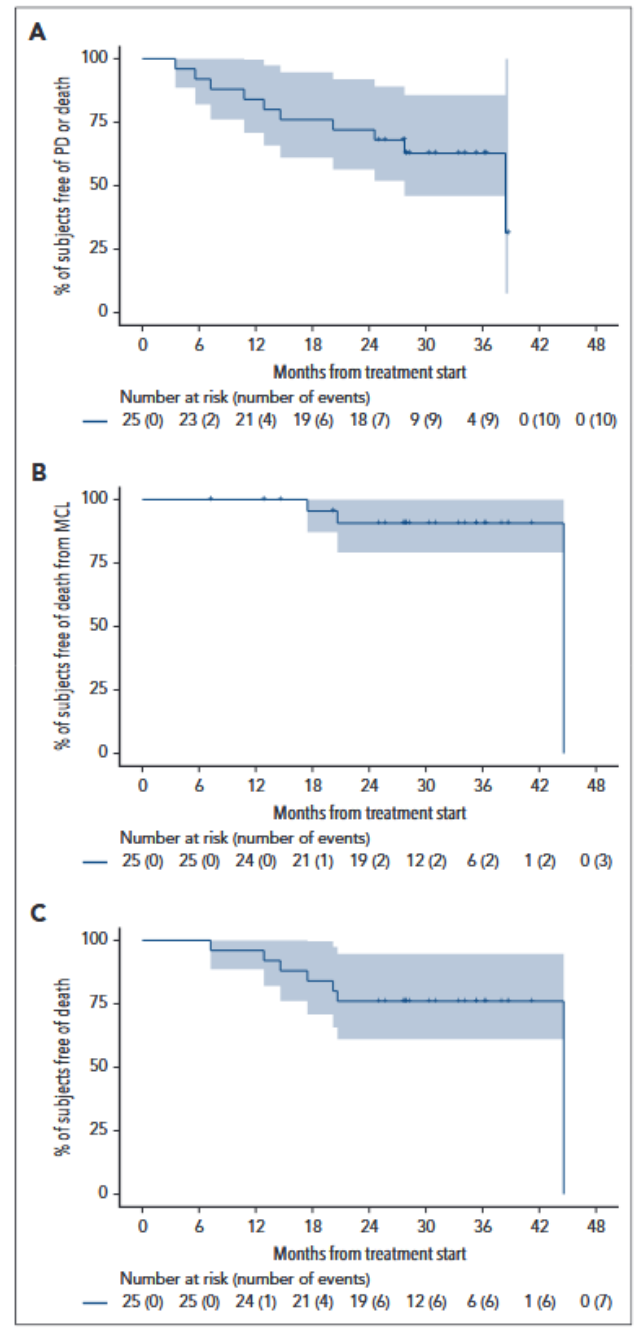 A
100
75
50
25
0
% of subjects free of PD or death
0 6 12 18 24 30 36 42 48
Months from treatment start
Number at risk (number of events)
25 (0) 23 (2) 21 (4) 19 (6) 18 (7) 9 (9) 4 (9) 0 (10) 0 (10)
B
100
75
50
25
0
% of subjects free of death from MCL
0 6 12 18 24 30 36 42 48
Months from treatment start
Number at risk (number of events)
25 (0) 25 (0) 24 (0) 21 (1) 19 (2) 12 (2) 6 (2) 1 (2) 0 (3)
C
100
75
50
25
0
% of subjects free of death
0 6 12 18 24 30 36 42 48
Months from treatment start
Number at risk (number of events)
25 (0) 25 (0) 24 (1) 21 (4) 19 (6) 12 (6) 6 (6) 1 (6) 0 (7)